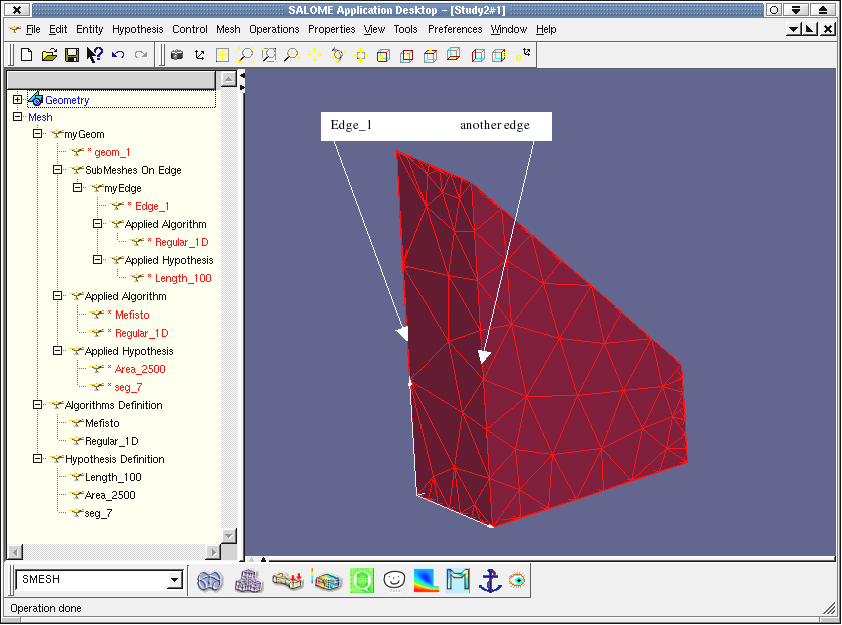 SALOME Application Desktop - [Study2#1]
File Edit Entity Hypothesis Control Mesh Operations Properties View Tools Preferences Window Help
Geometry
Mesh
myGeom
* geom_1
SubMeshes On Edge
myEdge
* Edge_1
Applied Algorithm
* Regular_1D
Applied Hypothesis
* Length_100
Applied Algorithm
* Mefisto
* Regular_1D
Applied Hypothesis
* Area_2500
* seg_7
Algorithms Definition
Mefisto
Regular_1D
Hypothesis Definition
Length_100
Area_2500
seg_7
Edge_1 another edge
SMESH
Operation done